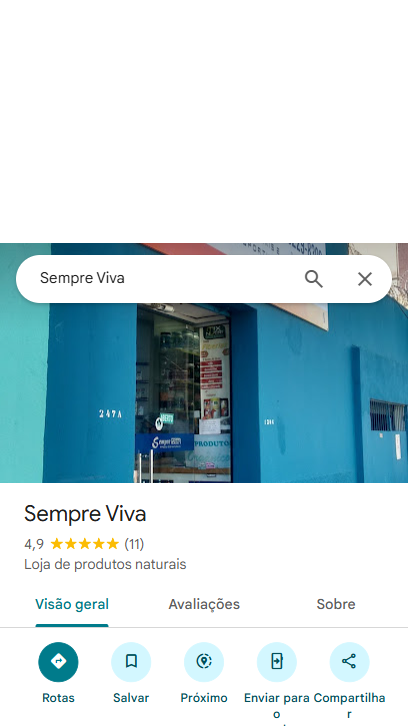 Sempre Viva
247A
PRODUTO
Sempre Viva
4,9 (11)
Loja de produtos naturais
Visão geral
Avaliações
Sobre
Rotas
Salvar
Próximo
Enviar para
o
Compartilha
r